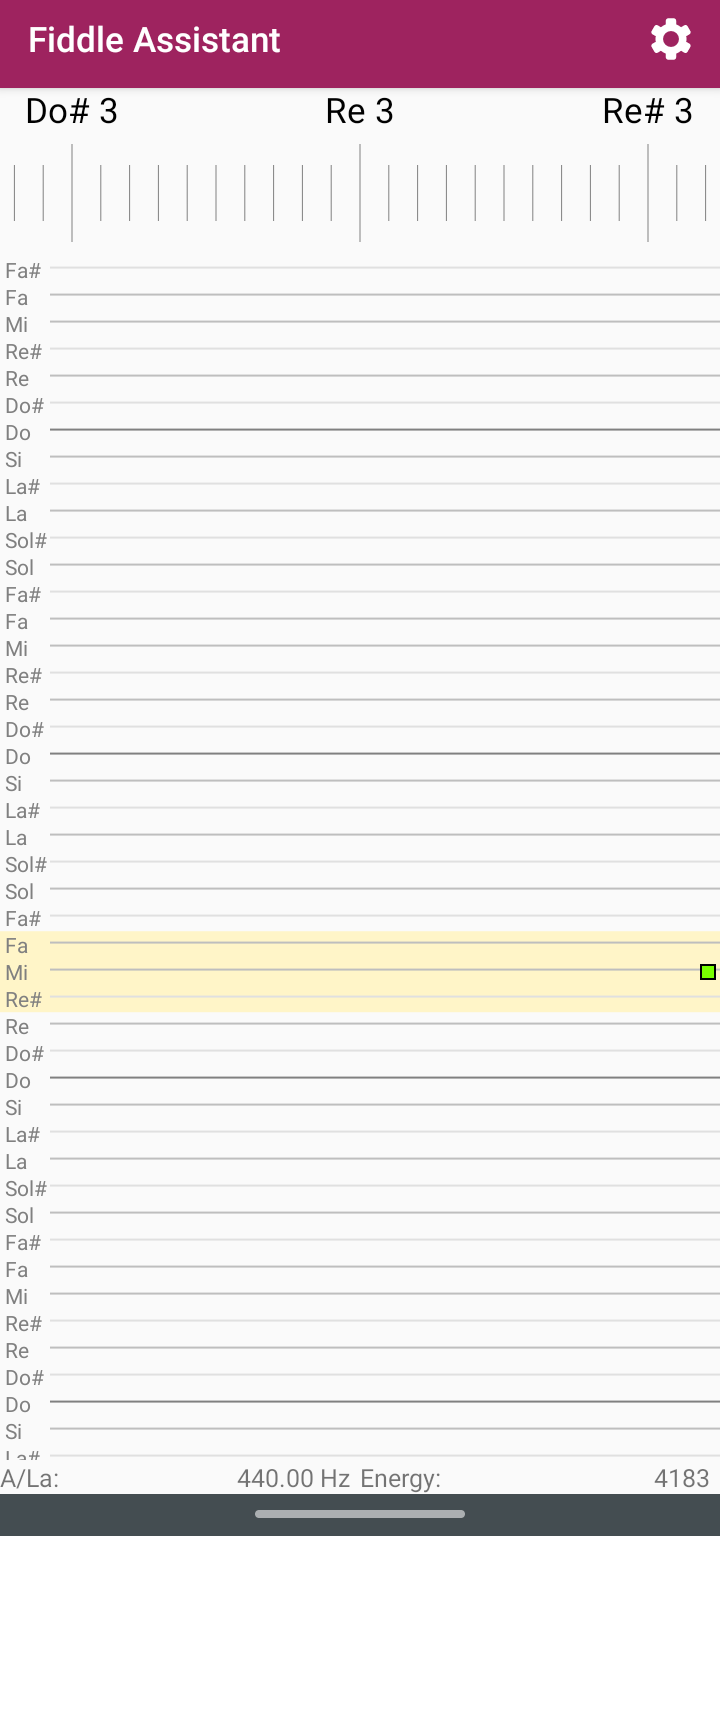 Fiddle Assistant
Do# 3 Re 3 Re# 3
Fa#
Fa
Mi
Re#
Re
Do#
Do
Si
La#
La
Sol#
Sol
Fa#
Fa
Mi
Re#
Re
Do#
Do
Si
La#
La
Sol#
Sol
Fa#
Fa
Mi
Re#
Re
Do#
Do
Si
La#
La
Sol#
Sol
Fa#
Fa
Mi
Re#
Re
Do#
Do
Si
La#
A/La: 440.00 Hz Energy: 4183